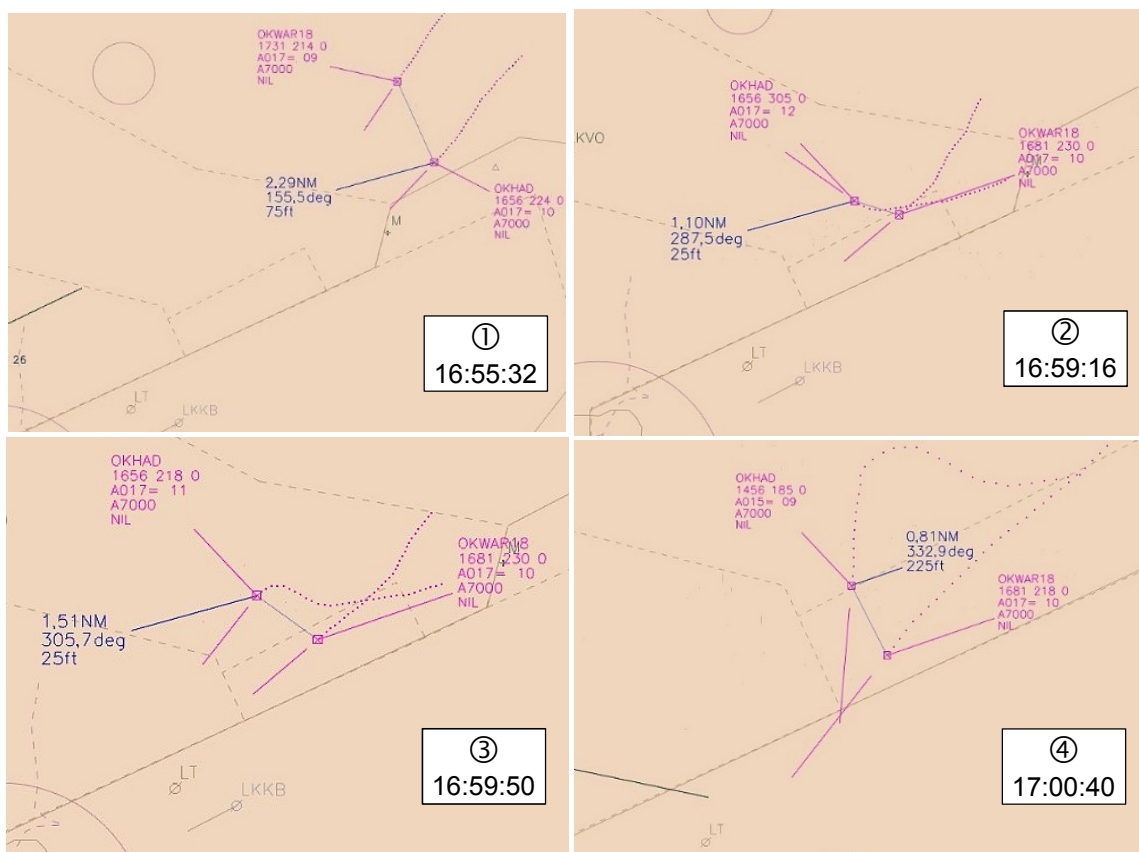 OKWAR18
1731 214 0
A017= 09
A7000
NIL
2,29NM
155,5deg
75ft
OKHAD
1656 224 0
A017= 10
A7000
NIL
M
26
LT
LKKB
①
16:55:32
OKHAD
1656 305 0
A017= 12
A7000
NIL
KVO
OKWAR18
1681 230 0
A017= 10
A7000
NIL
M
1,10NM
287,5deg
25ft
LT
LKKB
②
16:59:16
OKHAD
1656 218 0
A017= 11
A7000
NIL
OKWAR18
1681 230 0
A017= 10
A7000
NIL
M
1,51NM
305,7deg
25ft
LT
LKKB
③
16:59:50
OKHAD
1456 185 0
A015= 09
A7000
NIL
0,81NM
332,9deg
225ft
OKWAR18
1681 218 0
A017= 10
A7000
NIL
LT
④
17:00:40